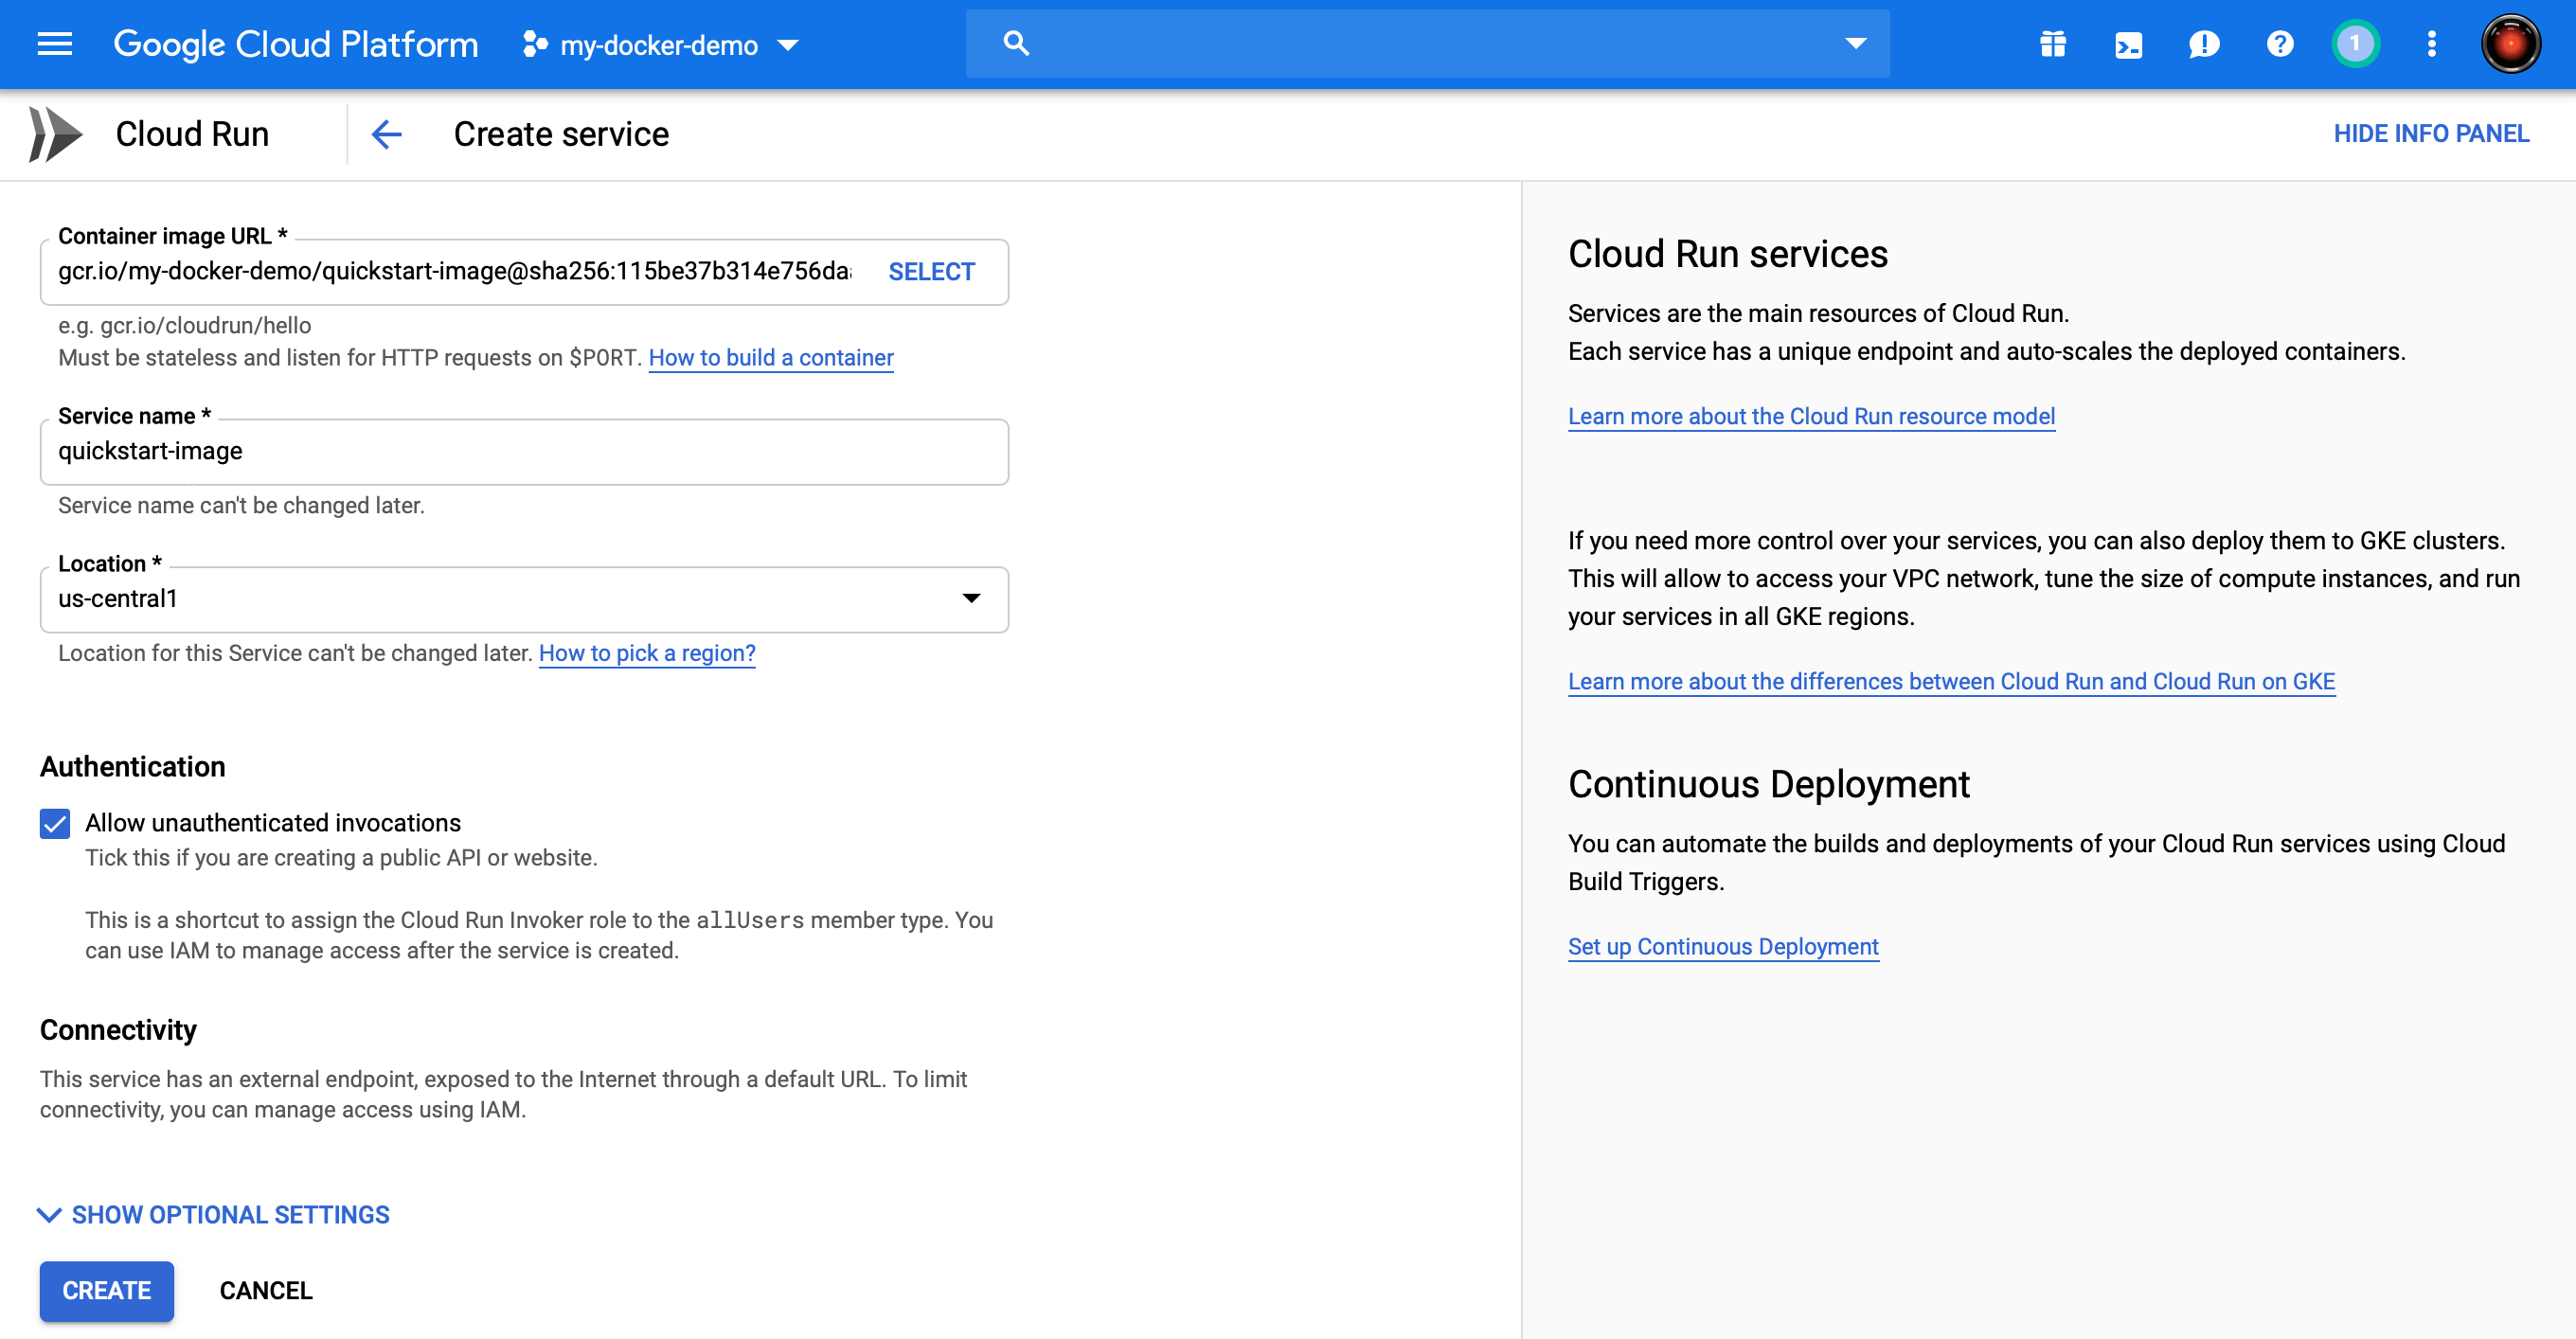 Google Cloud Platform
my-docker-demo
1
Cloud Run
Create service
HIDE INFO PANEL
Container image URL *
gcr.io/my-docker-demo/quickstart-image@sha256:115be37b314e756da
SELECT
e.g. gcr.io/cloudrun/hello
Must be stateless and listen for HTTP requests on $PORT. How to build a container
Service name *
quickstart-image
Service name can't be changed later.
Location *
us-central1
Location for this Service can't be changed later. How to pick a region?
Authentication
Allow unauthenticated invocations
Tick this if you are creating a public API or website.
This is a shortcut to assign the Cloud Run Invoker role to the allUsers member type. You
can use IAM to manage access after the service is created.
Connectivity
This service has an external endpoint, exposed to the Internet through a default URL. To limit
connectivity, you can manage access using IAM.
SHOW OPTIONAL SETTINGS
CREATE
CANCEL
Cloud Run services
Services are the main resources of Cloud Run.
Each service has a unique endpoint and auto-scales the deployed containers.
Learn more about the Cloud Run resource model
If you need more control over your services, you can also deploy them to GKE clusters.
This will allow to access your VPC network, tune the size of compute instances, and run
your services in all GKE regions.
Learn more about the differences between Cloud Run and Cloud Run on GKE
Continuous Deployment
You can automate the builds and deployments of your Cloud Run services using Cloud
Build Triggers.
Set up Continuous Deployment